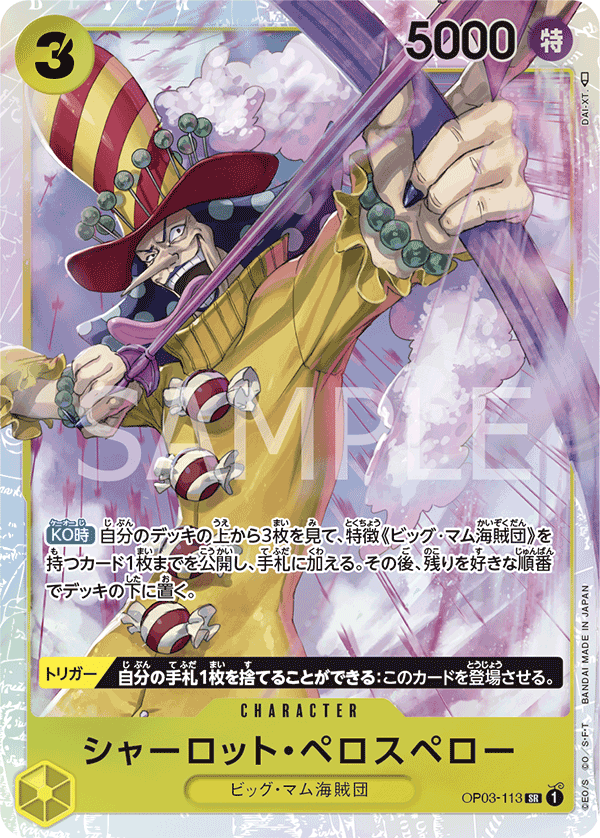 3
5000 特
DAI-XT.
SAMPLE
KO時 自分のデッキの上から3枚を見て、特徴《ビッグ・マム海賊団》を
持つカード1枚までを公開し、手札に加える。その後、残りを好きな順番
でデッキの下に置く。
トリガー 自分の手札1枚を捨てることができる:このカードを登場させる。
CHARACTER
シャーロット・ペロスペロー
ビッグ・マム海賊団
OP03-113 SR 1
©EO/S ©O/S・F・T BANDAI MADE IN JAPAN